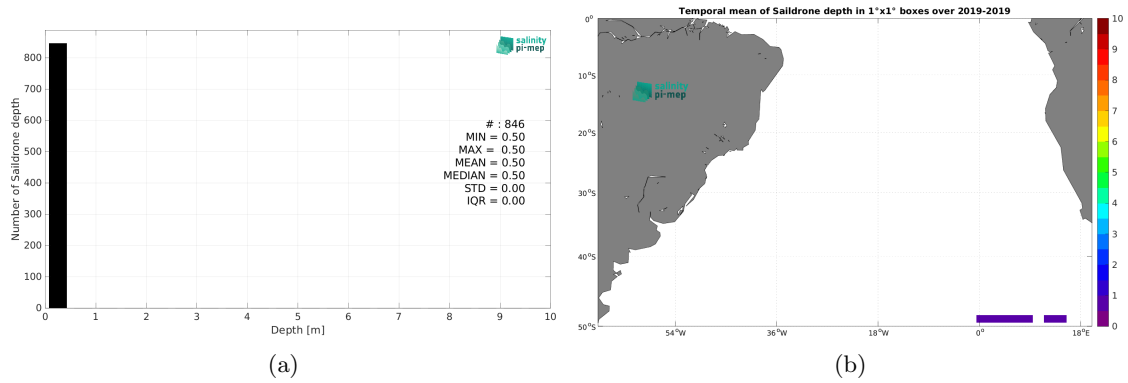 salinity
pi-mep
# : 846
MIN = 0.50
MAX = 0.50
MEAN = 0.50
MEDIAN = 0.50
STD = 0.00
IQR = 0.00
Number of Saildrone depth
800
700
600
500
400
300
200
100
0
0 1 2 3 4 5 6 7 8 9 10
Depth [m]
(a)
Temporal mean of Saildrone depth in 1°x1° boxes over 2019-2019
salinity
pi-mep
0°
10°S
20°S
30°S
40°S
50°S
54°W 36°W 18°W 0° 18°E
10
9
8
7
6
5
4
3
2
1
0
(b)